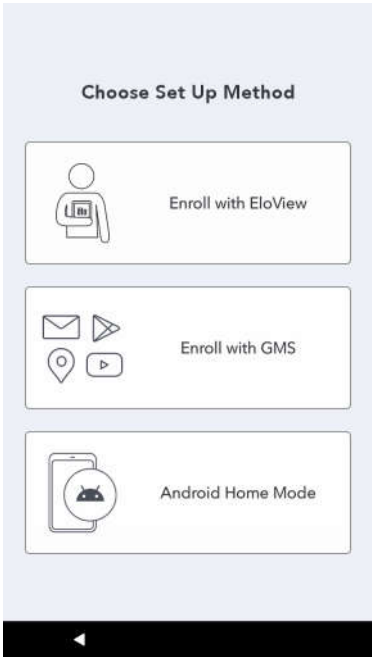 Choose Set Up Method
Enroll with EloView
Enroll with GMS
Android Home Mode